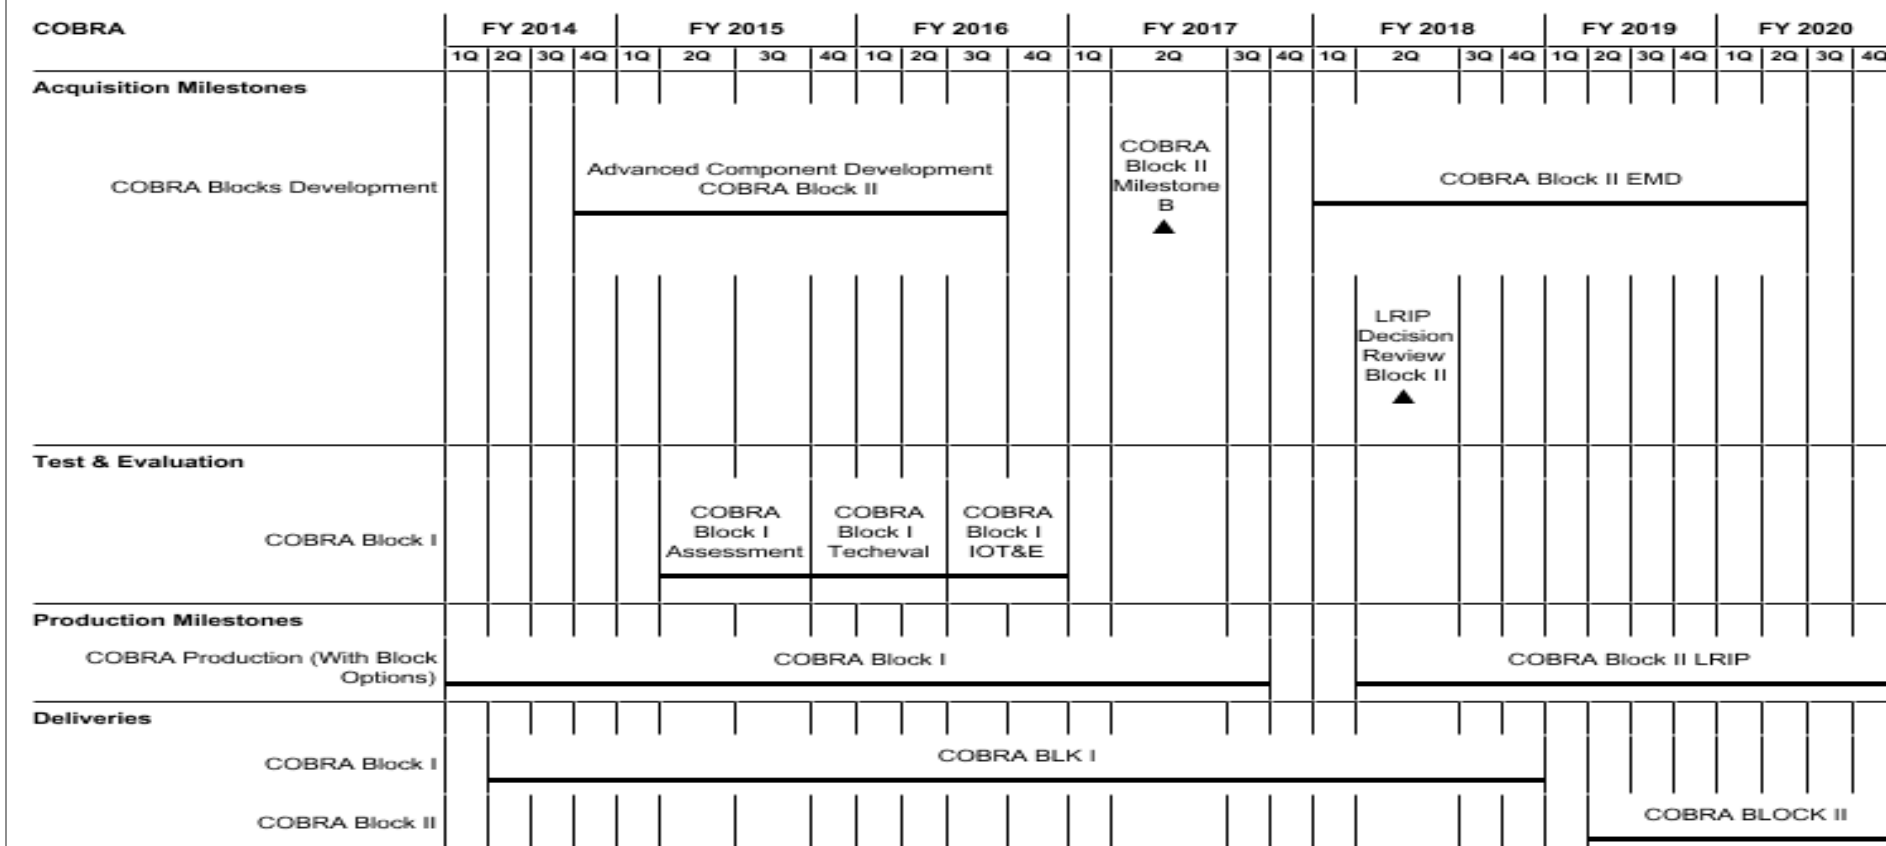 COBRA FY 2014 FY 2015 FY 2016 FY 2017 FY 2018 FY 2019 FY 2020
1Q 2Q 3Q 4Q 1Q 2Q 3Q 4Q 1Q 2Q 3Q 4Q 1Q 2Q 3Q 4Q 1Q 2Q 3Q 4Q 1Q 2Q 3Q 4Q 1Q 2Q 3Q 4Q
Acquisition Milestones
COBRA Blocks Development
Advanced Component Development
COBRA Block II
COBRA
Block II
Milestone
B
COBRA Block II EMD
LRIP
Decision
Review
Block II
Test & Evaluation
COBRA Block I
COBRA
Block I
Assessment
COBRA
Block I
Techeval
COBRA
Block I
IOT&E
Production Milestones
COBRA Production (With Block
Options)
COBRA Block I
COBRA Block II LRIP
Deliveries
COBRA Block I
COBRA BLK I
COBRA Block II
COBRA BLOCK II